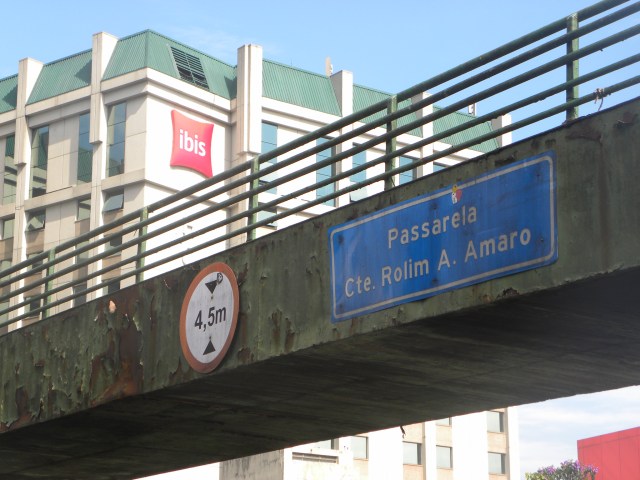 ibis
Passarela
Cte. Rolim A. Amaro
4,5m